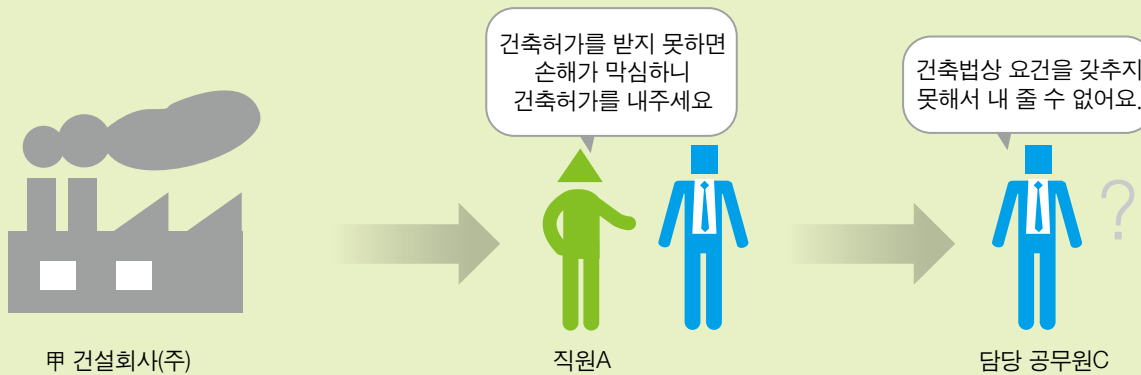 건축허가를 받지 못하면
손해가 막심하니
건축허가를 내주세요
건축법상 요건을 갖추지
못해서 내 줄 수 없어요.
?
甲 건설회사(주)
직원A
담당 공무원C